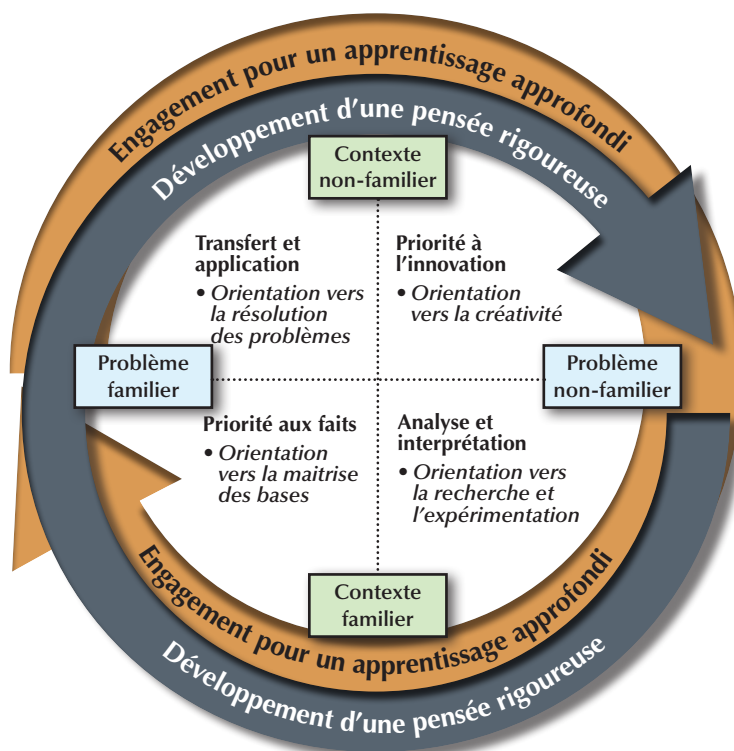 Engagement pour un apprentissage approfondi
Développement d'une pensée rigoureuse
Contexte
non-familier
Transfert et
application
• Orientation vers
la résolution
des problèmes
Priorité à
l'innovation
• Orientation
vers la créativité
Problème
familier
Problème
non-familier
Priorité aux faits
• Orientation
vers la maitrise
des bases
Analyse et
interprétation
• Orientation vers
la recherche et
l'expérimentation
Contexte
familier
Engagement pour un apprentissage approfondi
Développement d'une pensée rigoureuse